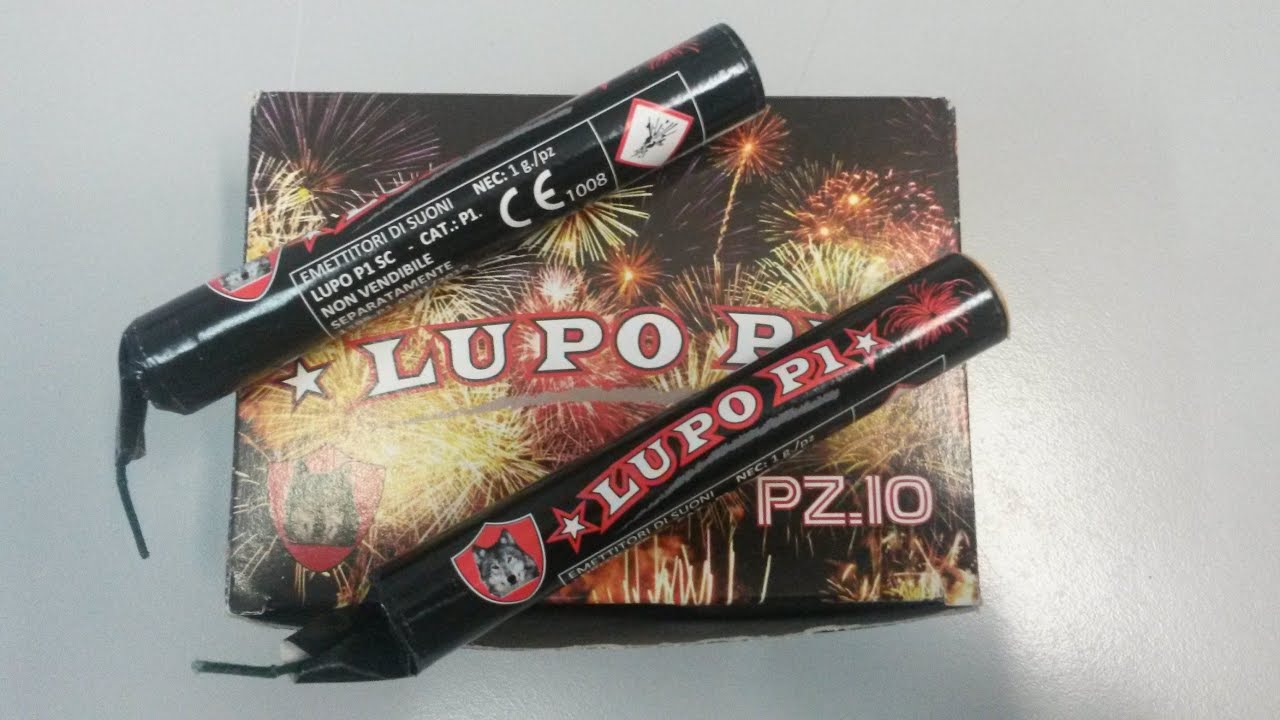 EMETTITORI DI SUONI NEC: 1 g./pz
LUPO P1 SC - CAT.: P1.
NON VENDIBILE
SEPARATAMENTE
CE 1008
LUPO
PZ.10
LUPO P1
EMETTITORI DI SUONI NEC: 1 g./pz